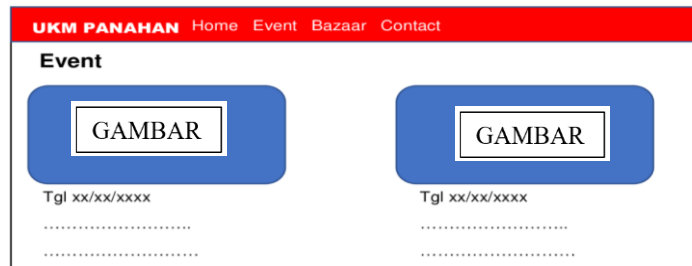 UKM PANAHAN Home Event Bazaar Contact
Event
GAMBAR GAMBAR
Tgl xx/xx/xxxx Tgl xx/xx/xxxx
……………………. ……………………..
…………………….. ……………………..